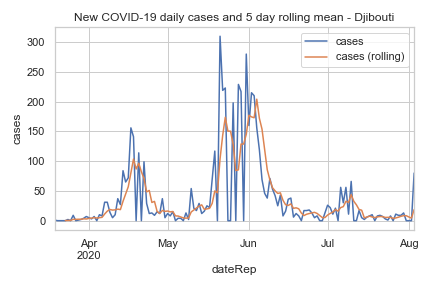 New COVID-19 daily cases and 5 day rolling mean - Djibouti
cases
cases (rolling)
300
250
200
150
100
50
0
cases
Apr
2020
May
Jun
Jul
Aug
dateRep